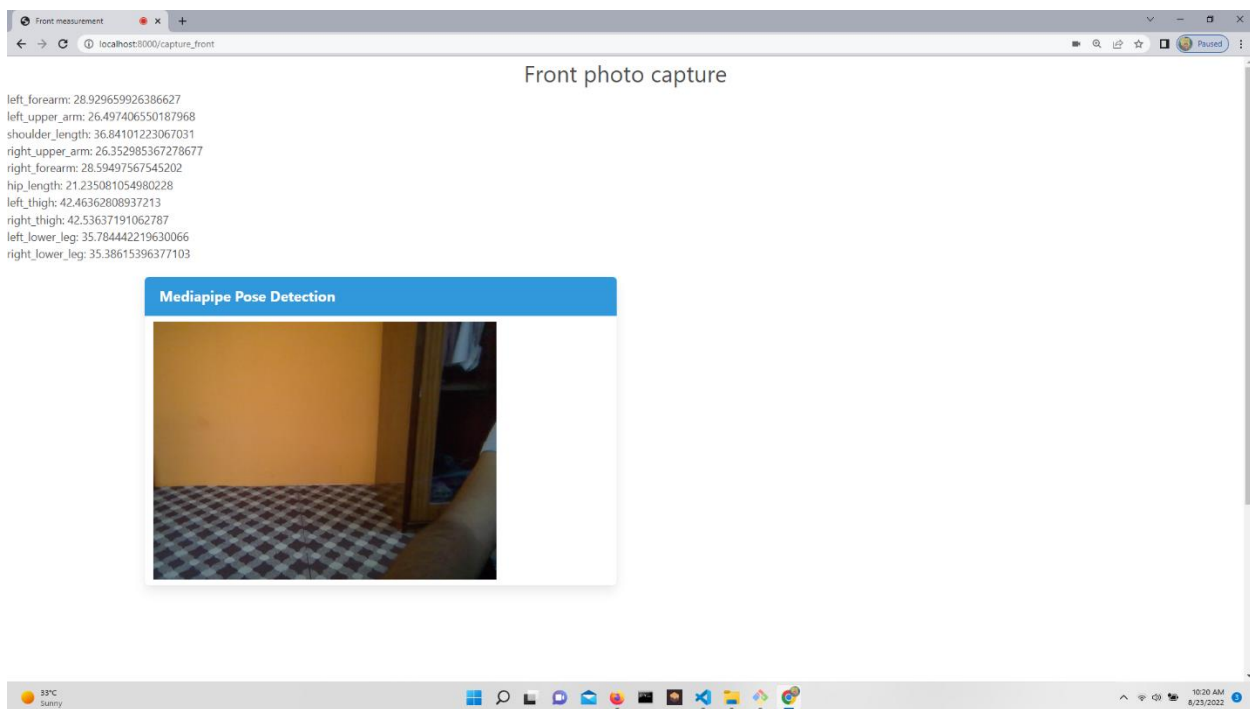 Front measurement
localhost:8000/capture_front
Paused
Front photo capture
left_forearm: 28.929659926386627
left_upper_arm: 26.497406550187968
shoulder_length: 36.84101223067031
right_upper_arm: 26.352985367278677
right_forearm: 28.59497567545202
hip_length: 21.235081054980228
left_thigh: 42.46362808937213
right_thigh: 42.53637191062787
left_lower_leg: 35.784442219630066
right_lower_leg: 35.38615396377103
Mediapipe Pose Detection
33°C
Sunny
10:20 AM
8/23/2022
3